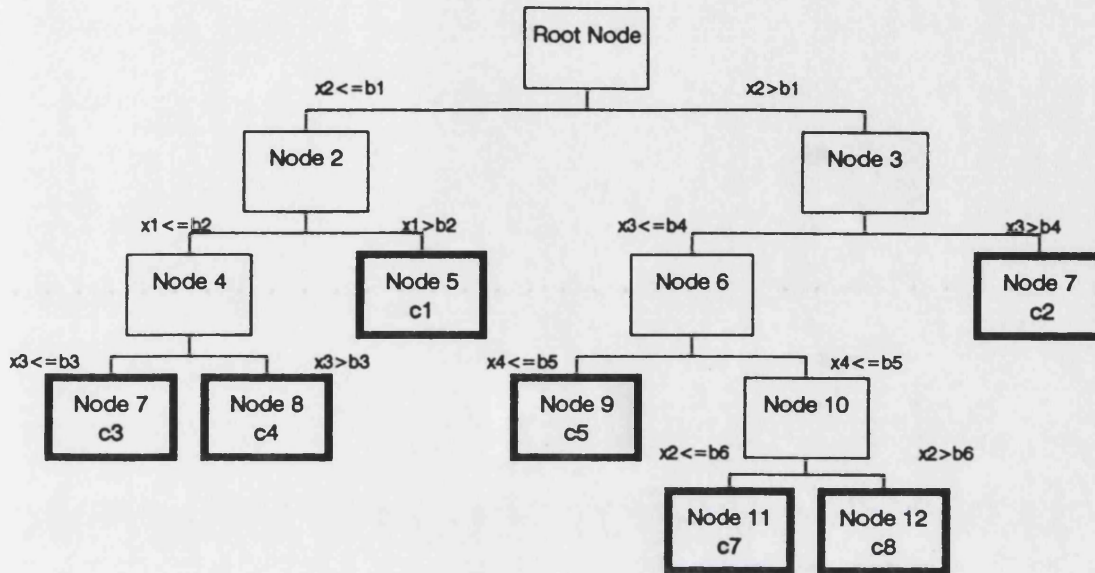 Root Node
x2<=b1
x2>b1
Node 2
Node 3
x1<=b2
x1>b2
x3<=b4
x3>b4
Node 4
Node 5
c1
Node 6
Node 7
c2
x3<=b3
x3>b3
x4<=b5
x4<=b5
Node 7
c3
Node 8
c4
Node 9
c5
Node 10
x2<=b6
x2>b6
Node 11
c7
Node 12
c8